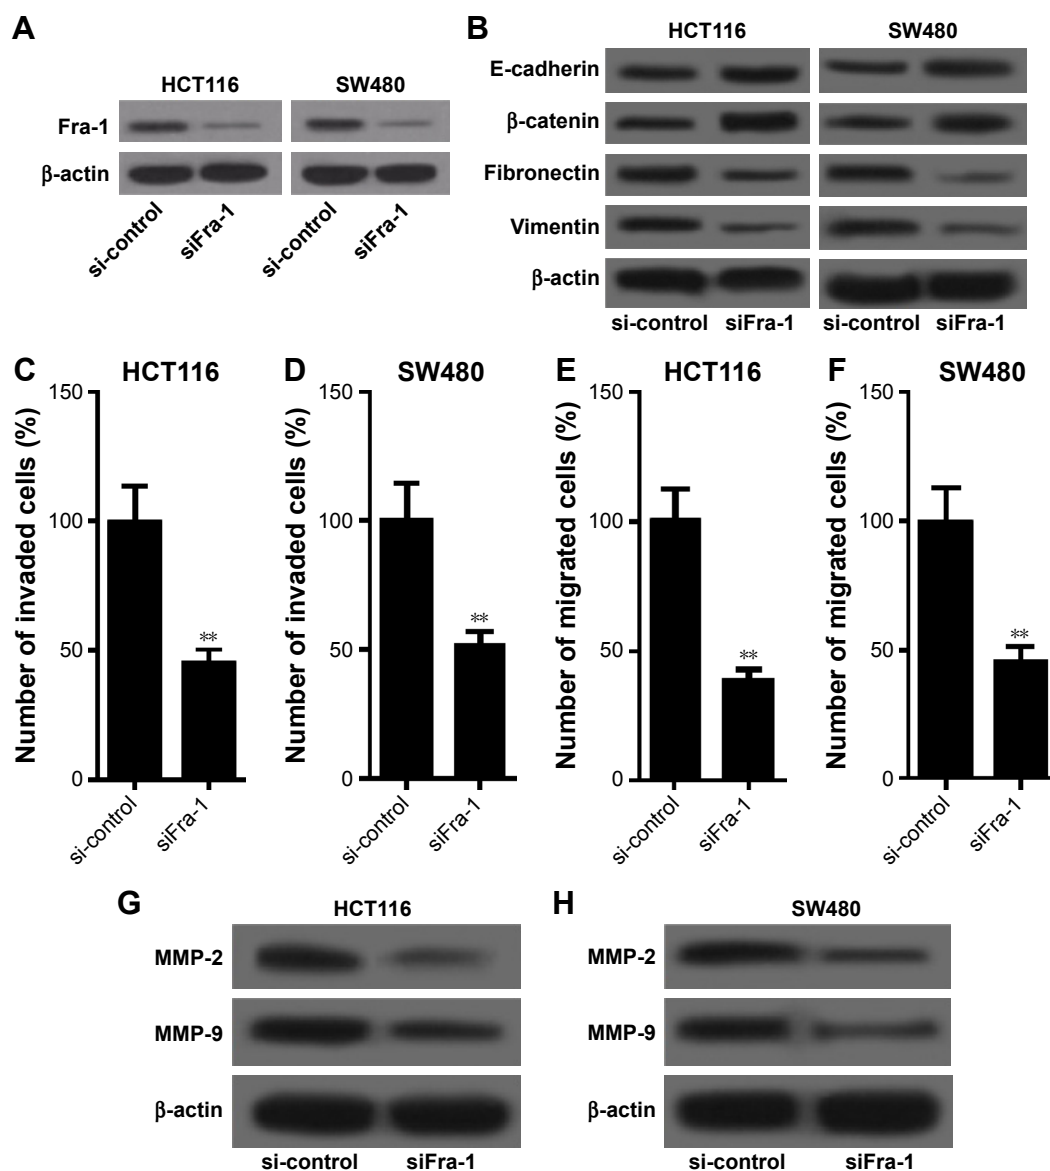 A
HCT116 SW480
Fra-1
β-actin
si-control siFra-1 si-control siFra-1
B
HCT116 SW480
E-cadherin
β-catenin
Fibronectin
Vimentin
β-actin
si-control siFra-1 si-control siFra-1
C HCT116
Number of invaded cells (%)
150
100
50
0
**
si-control siFra-1
D SW480
Number of invaded cells (%)
150
100
50
0
**
si-control siFra-1
E HCT116
Number of migrated cells (%)
150
100
50
0
**
si-control siFra-1
F SW480
Number of migrated cells (%)
150
100
50
0
**
si-control siFra-1
G HCT116
MMP-2
MMP-9
β-actin
si-control siFra-1
H SW480
MMP-2
MMP-9
β-actin
si-control siFra-1